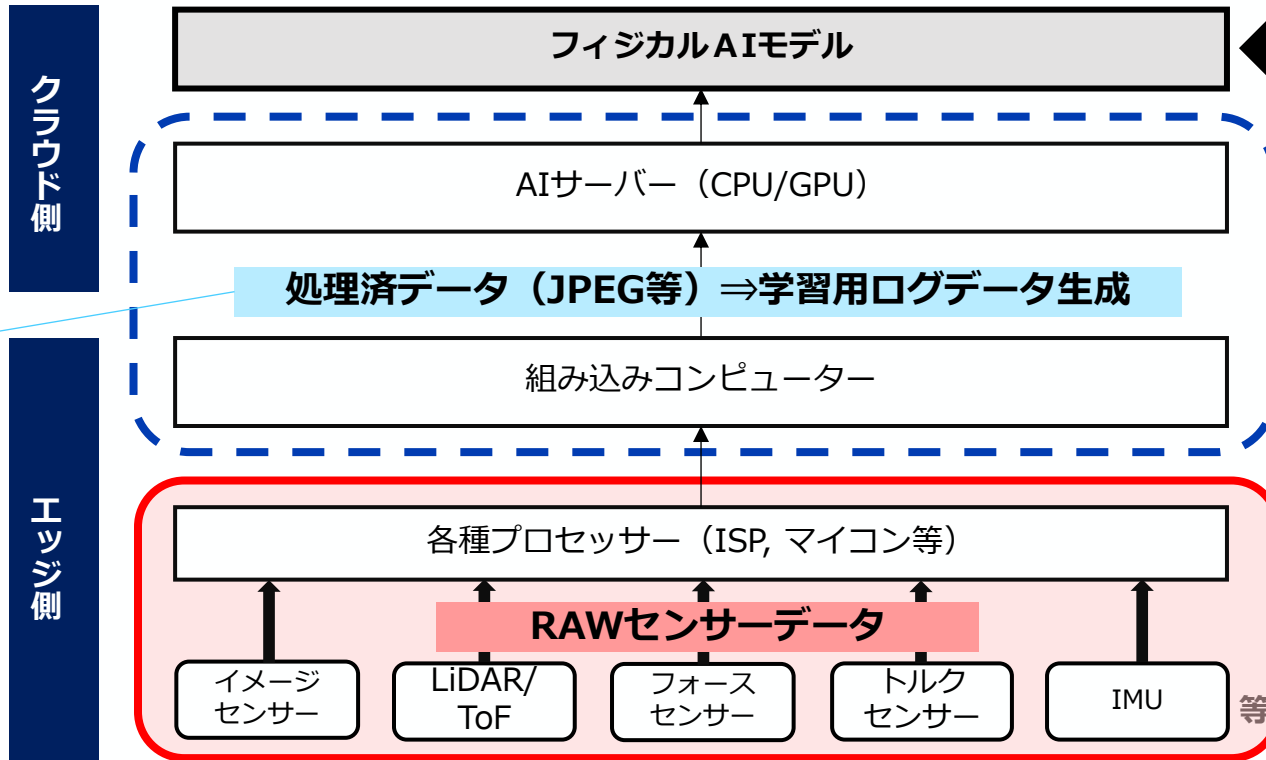 クラウド側
フィジカルAIモデル
AIサーバー（CPU/GPU）
処理済データ（JPEG等）⇒学習用ログデータ生成
エッジ側
組み込みコンピューター
各種プロセッサー（ISP, マイコン等）
RAWセンサーデータ
イメージ
センサー
LiDAR/
ToF
フォース
センサー
トルク
センサー
IMU
等